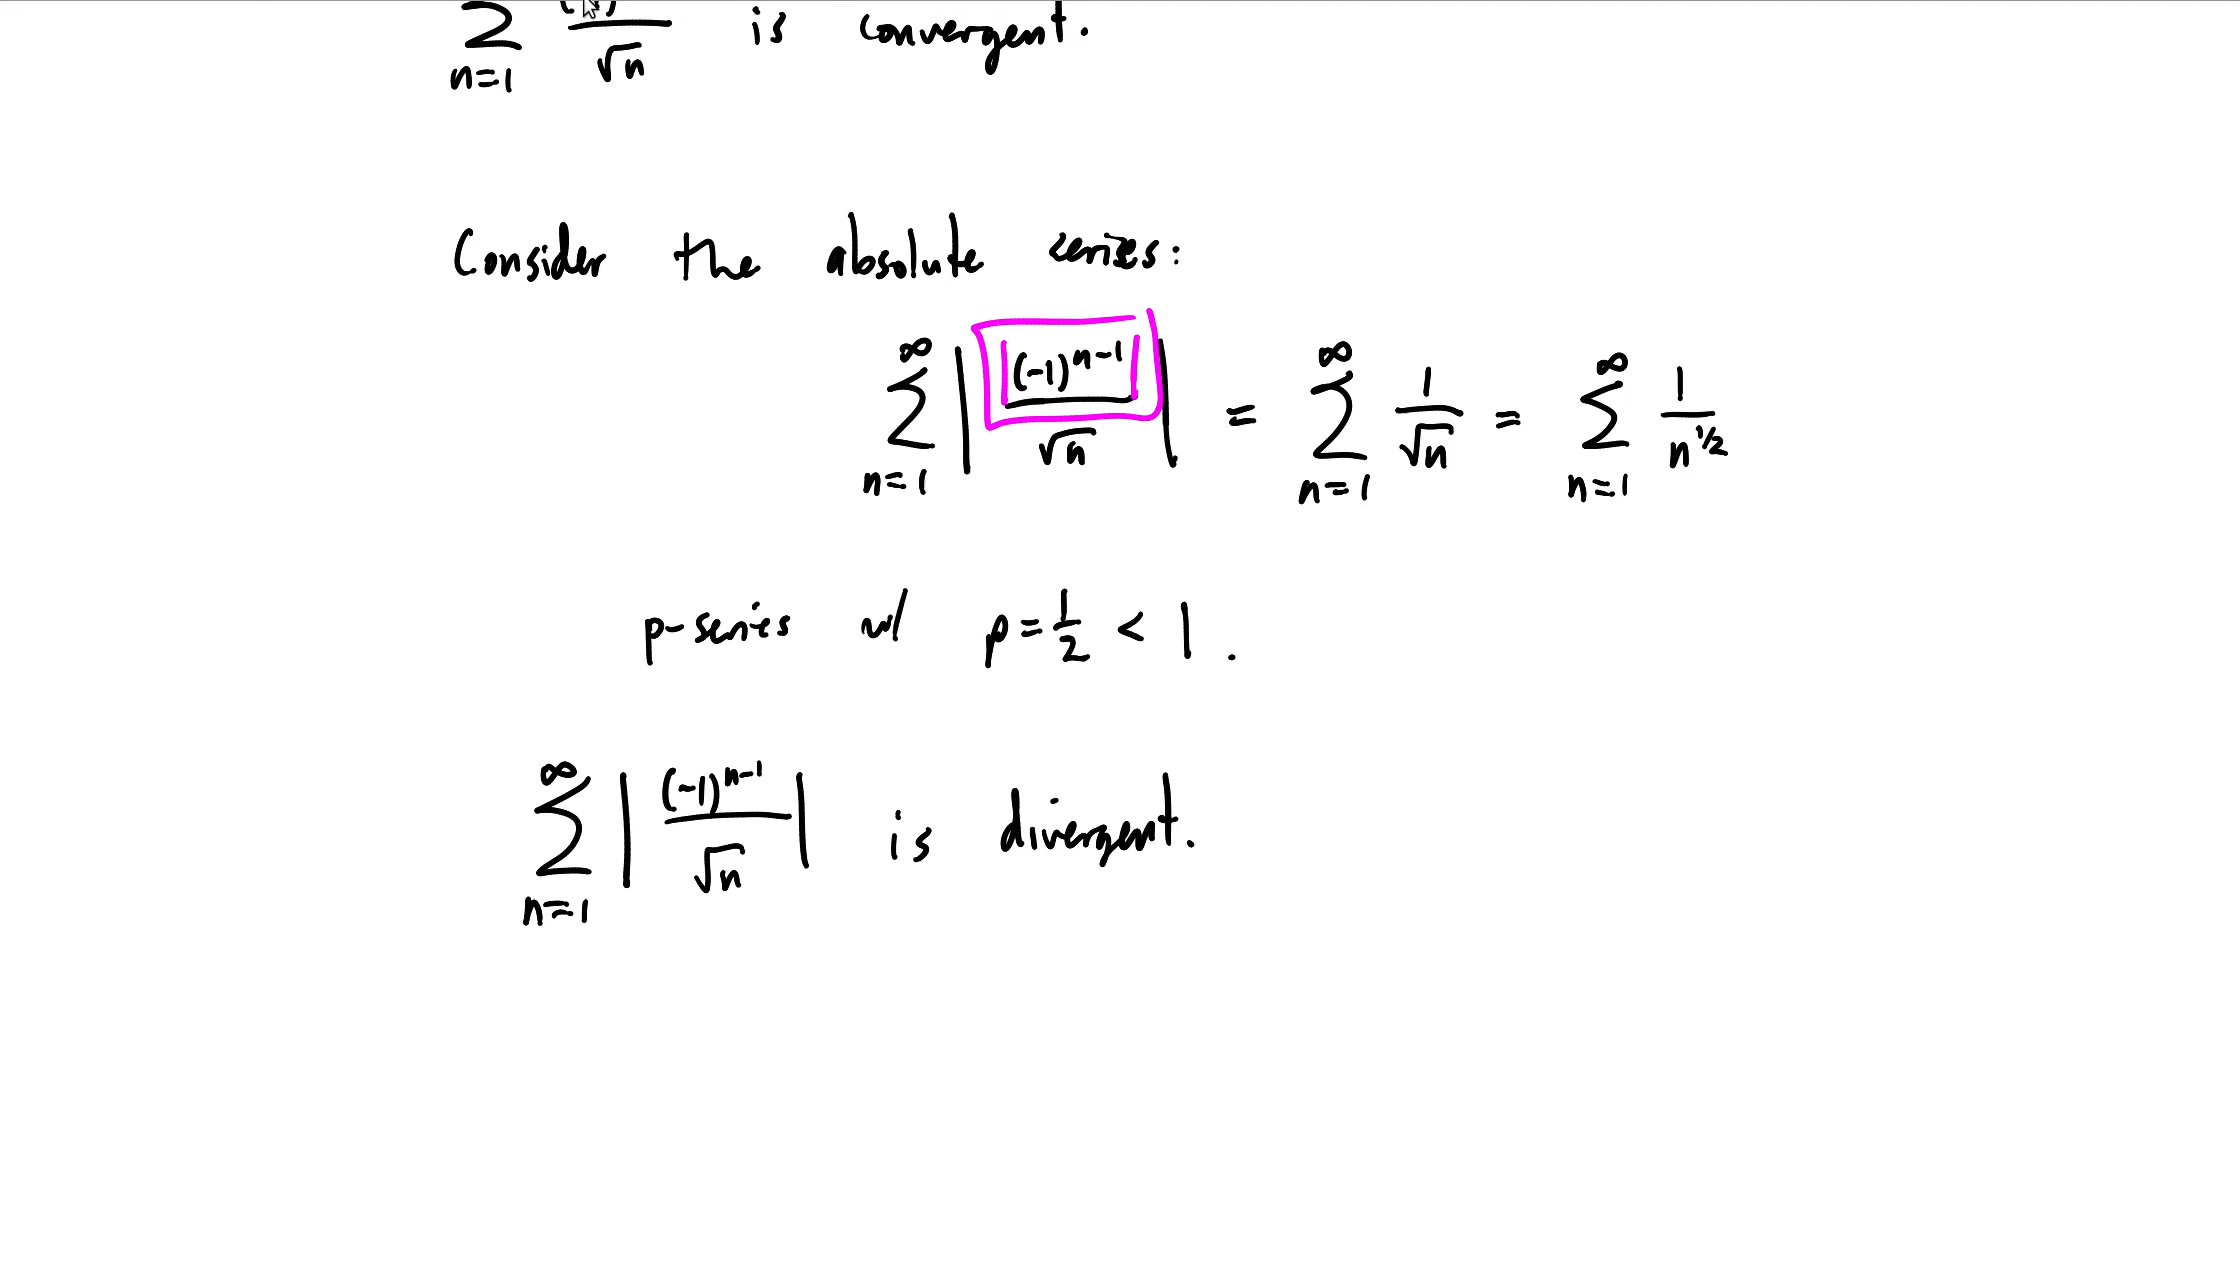 ∑ n=1 (-1) / √n is convergent.
Consider the absolute series:
∞ ∑ n=1 | |(-1)^{n-1}| / √n | = ∞ ∑ n=1 1/√n = ∞ ∑ n=1 1/n^{1/2}
p-series w/ p = 1/2 < 1.
∞ ∑ n=1 | (-1)^{n-1} / √n | is divergent.